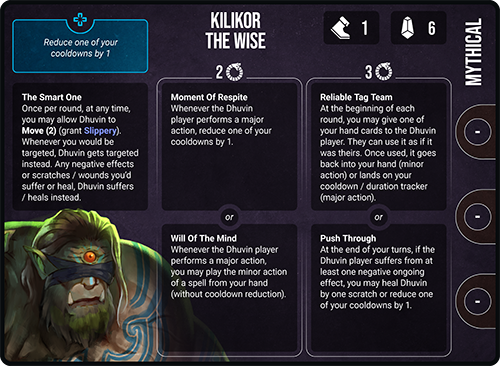 Reduce one of your
cooldowns by 1
KILIKOR
THE WISE
1
6
MYTHICAL
2
3
The Smart One
Once per round, at any time,
you may allow Dhuvin to
Move (2) (grant Slippery).
Whenever you would be
targeted, Dhuvin gets targeted
instead. Any negative effects
or scratches / wounds you'd
suffer or heal, Dhuvin suffers
/ heals instead.
Moment Of Respite
Whenever the Dhuvin
player performs a major
action, reduce one of your
cooldowns by 1.
or
Will Of The Mind
Whenever the Dhuvin player
performs a major action,
you may play the minor action
of a spell from your hand
(without cooldown reduction).
Reliable Tag Team
At the beginning of each
round, you may give one of
your hand cards to the Dhuvin
player. They can use it as if it
was theirs. Once used, it goes
back into your hand (minor
action) or lands on your
cooldown / duration tracker
(major action).
or
Push Through
At the end of your turns, if the
Dhuvin player suffers from at
least one negative ongoing
effect, you may heal Dhuvin
by one scratch or reduce one
of your cooldowns by 1.
-
-
-